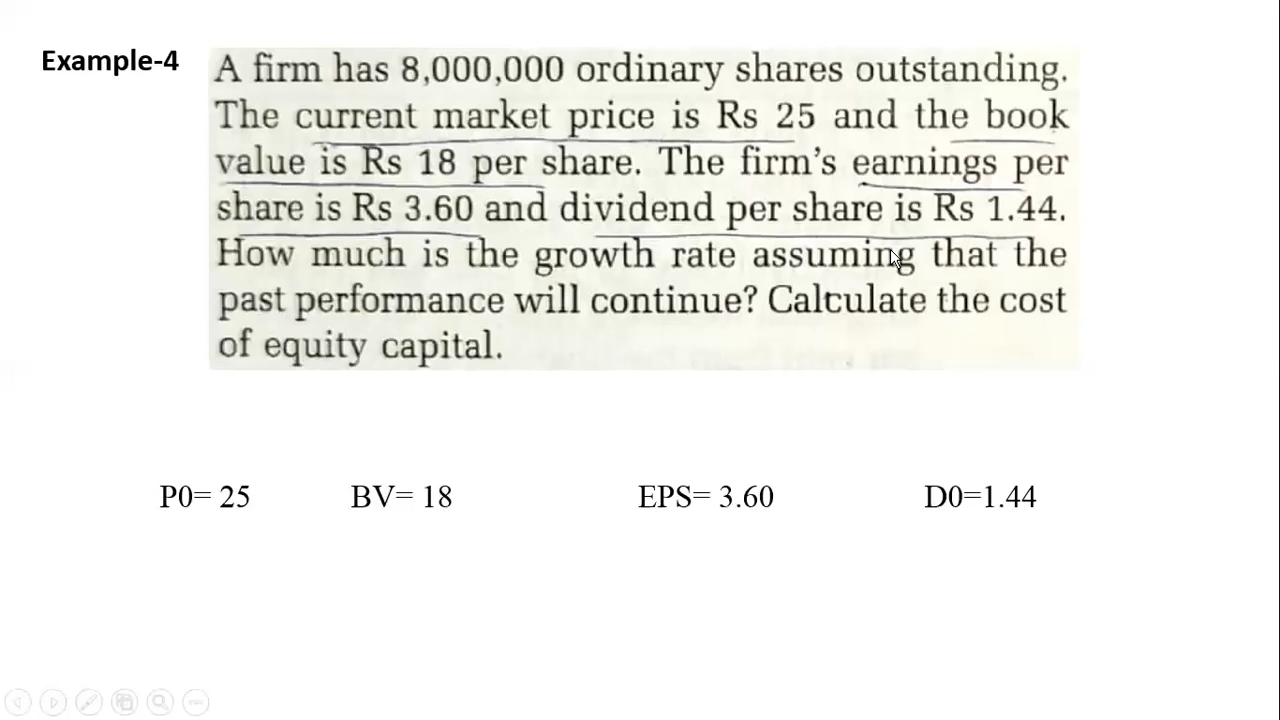 Example-4
A firm has 8,000,000 ordinary shares outstanding.
The current market price is Rs 25 and the book
value is Rs 18 per share. The firm's earnings per
share is Rs 3.60 and dividend per share is Rs 1.44.
How much is the growth rate assuming that the
past performance will continue? Calculate the cost
of equity capital.
P0= 25 BV= 18 EPS= 3.60 D0=1.44